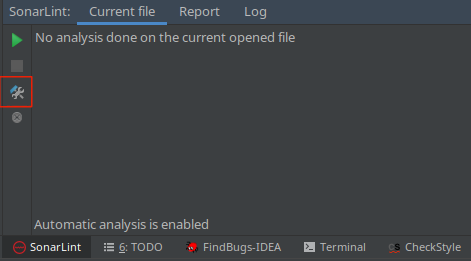 SonarLint: Current file Report Log
No analysis done on the current opened file
Automatic analysis is enabled
SonarLint 6: TODO FindBugs-IDEA Terminal CS CheckStyle